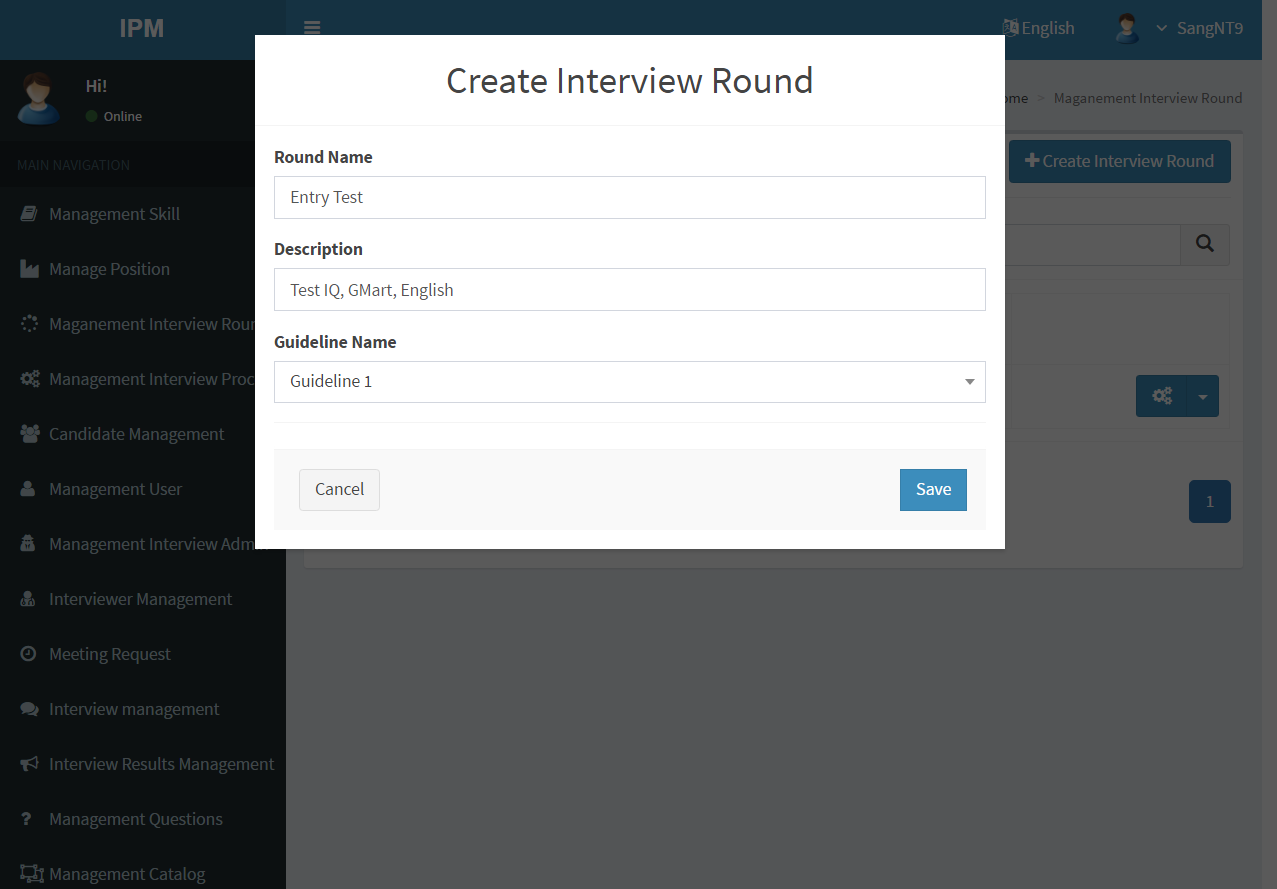 IPM
English
SangNT9
Hi!
Online
ome > Maganement Interview Round
MAIN NAVIGATION
Create Interview Round
Management Skill
Manage Position
Maganement Interview Roun
Management Interview Proc
Candidate Management
Management User
Management Interview Adm
Interviewer Management
Meeting Request
Interview management
Interview Results Management
? Management Questions
Management Catalog
Create Interview Round
Round Name
Entry Test
Description
Test IQ, GMart, English
Guideline Name
Guideline 1
Cancel
Save
1